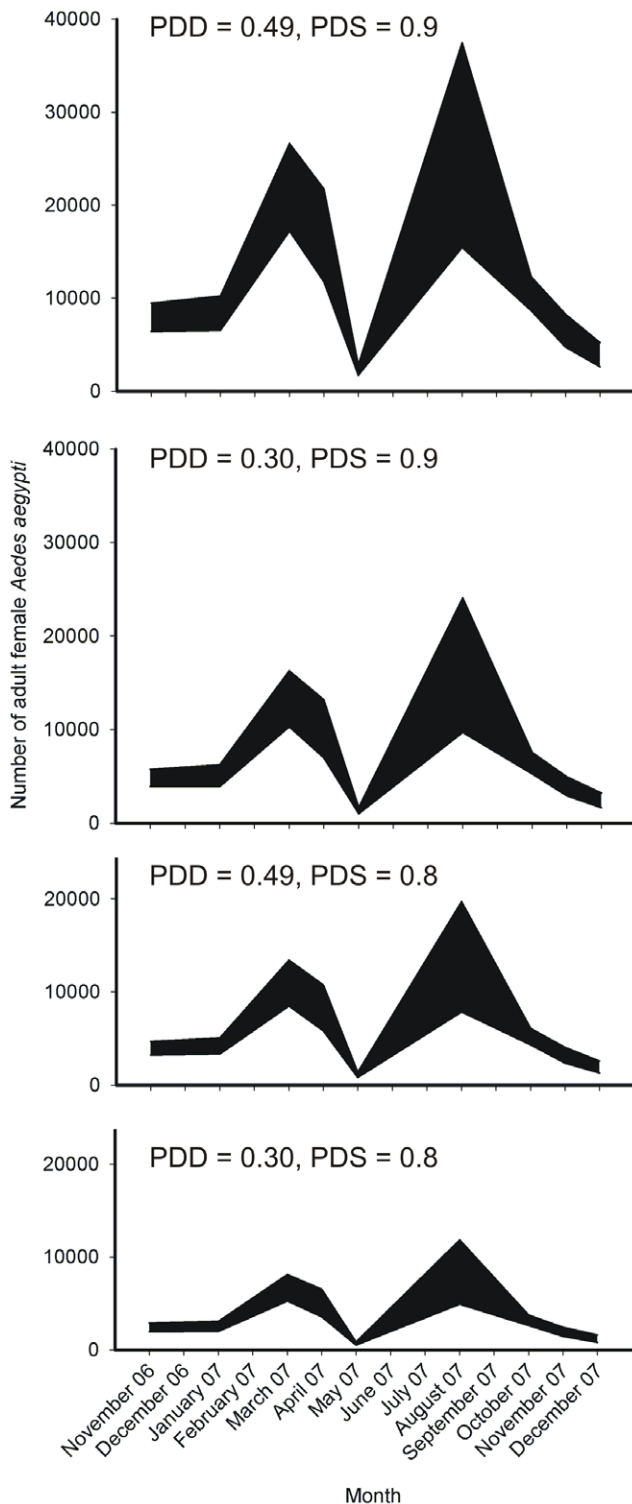 PDD = 0.49, PDS = 0.9
40000
30000
20000
10000
0
PDD = 0.30, PDS = 0.9
40000
30000
20000
10000
0
Number of adult female Aedes aegypti
PDD = 0.49, PDS = 0.8
20000
10000
0
PDD = 0.30, PDS = 0.8
20000
10000
0
November 06
December 06
January 07
February 07
March 07
April 07
May 07
June 07
July 07
August 07
September 07
October 07
November 07
December 07
Month